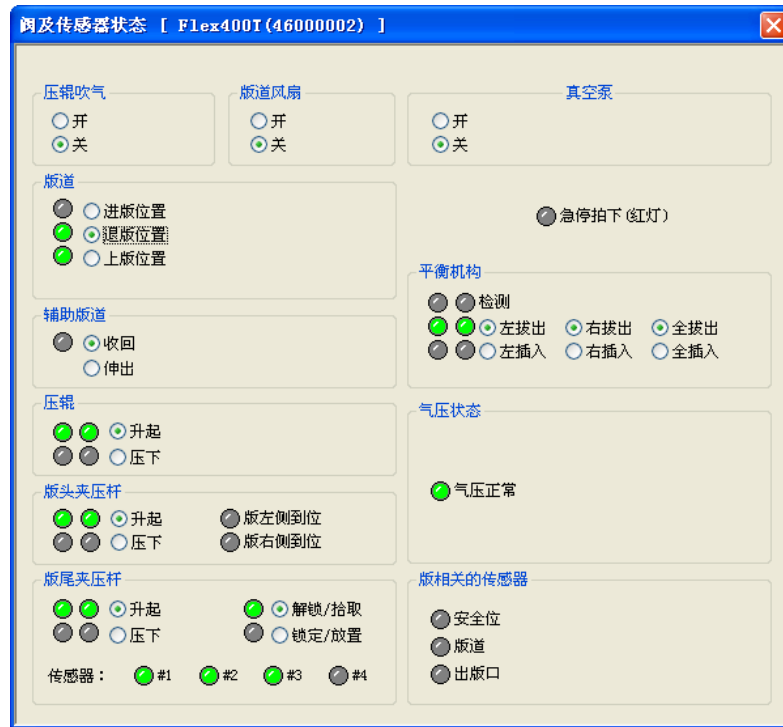 阀及传感器状态 [ Flex400T(46000002) ]
压辊吹气
开
关
版道风扇
开
关
真空泵
开
关
版道
进版位置
退版位置
上版位置
急停拍下(红灯)
辅助版道
收回
伸出
平衡机构
检测
左拔出 右拔出 全拔出
左插入 右插入 全插入
压辊
升起
压下
气压状态
气压正常
版头夹压杆
升起 版左侧到位
压下 版右侧到位
版尾夹压杆
升起 解锁/拾取
压下 锁定/放置
传感器： #1 #2 #3 #4
版相关的传感器
安全位
版道
出版口